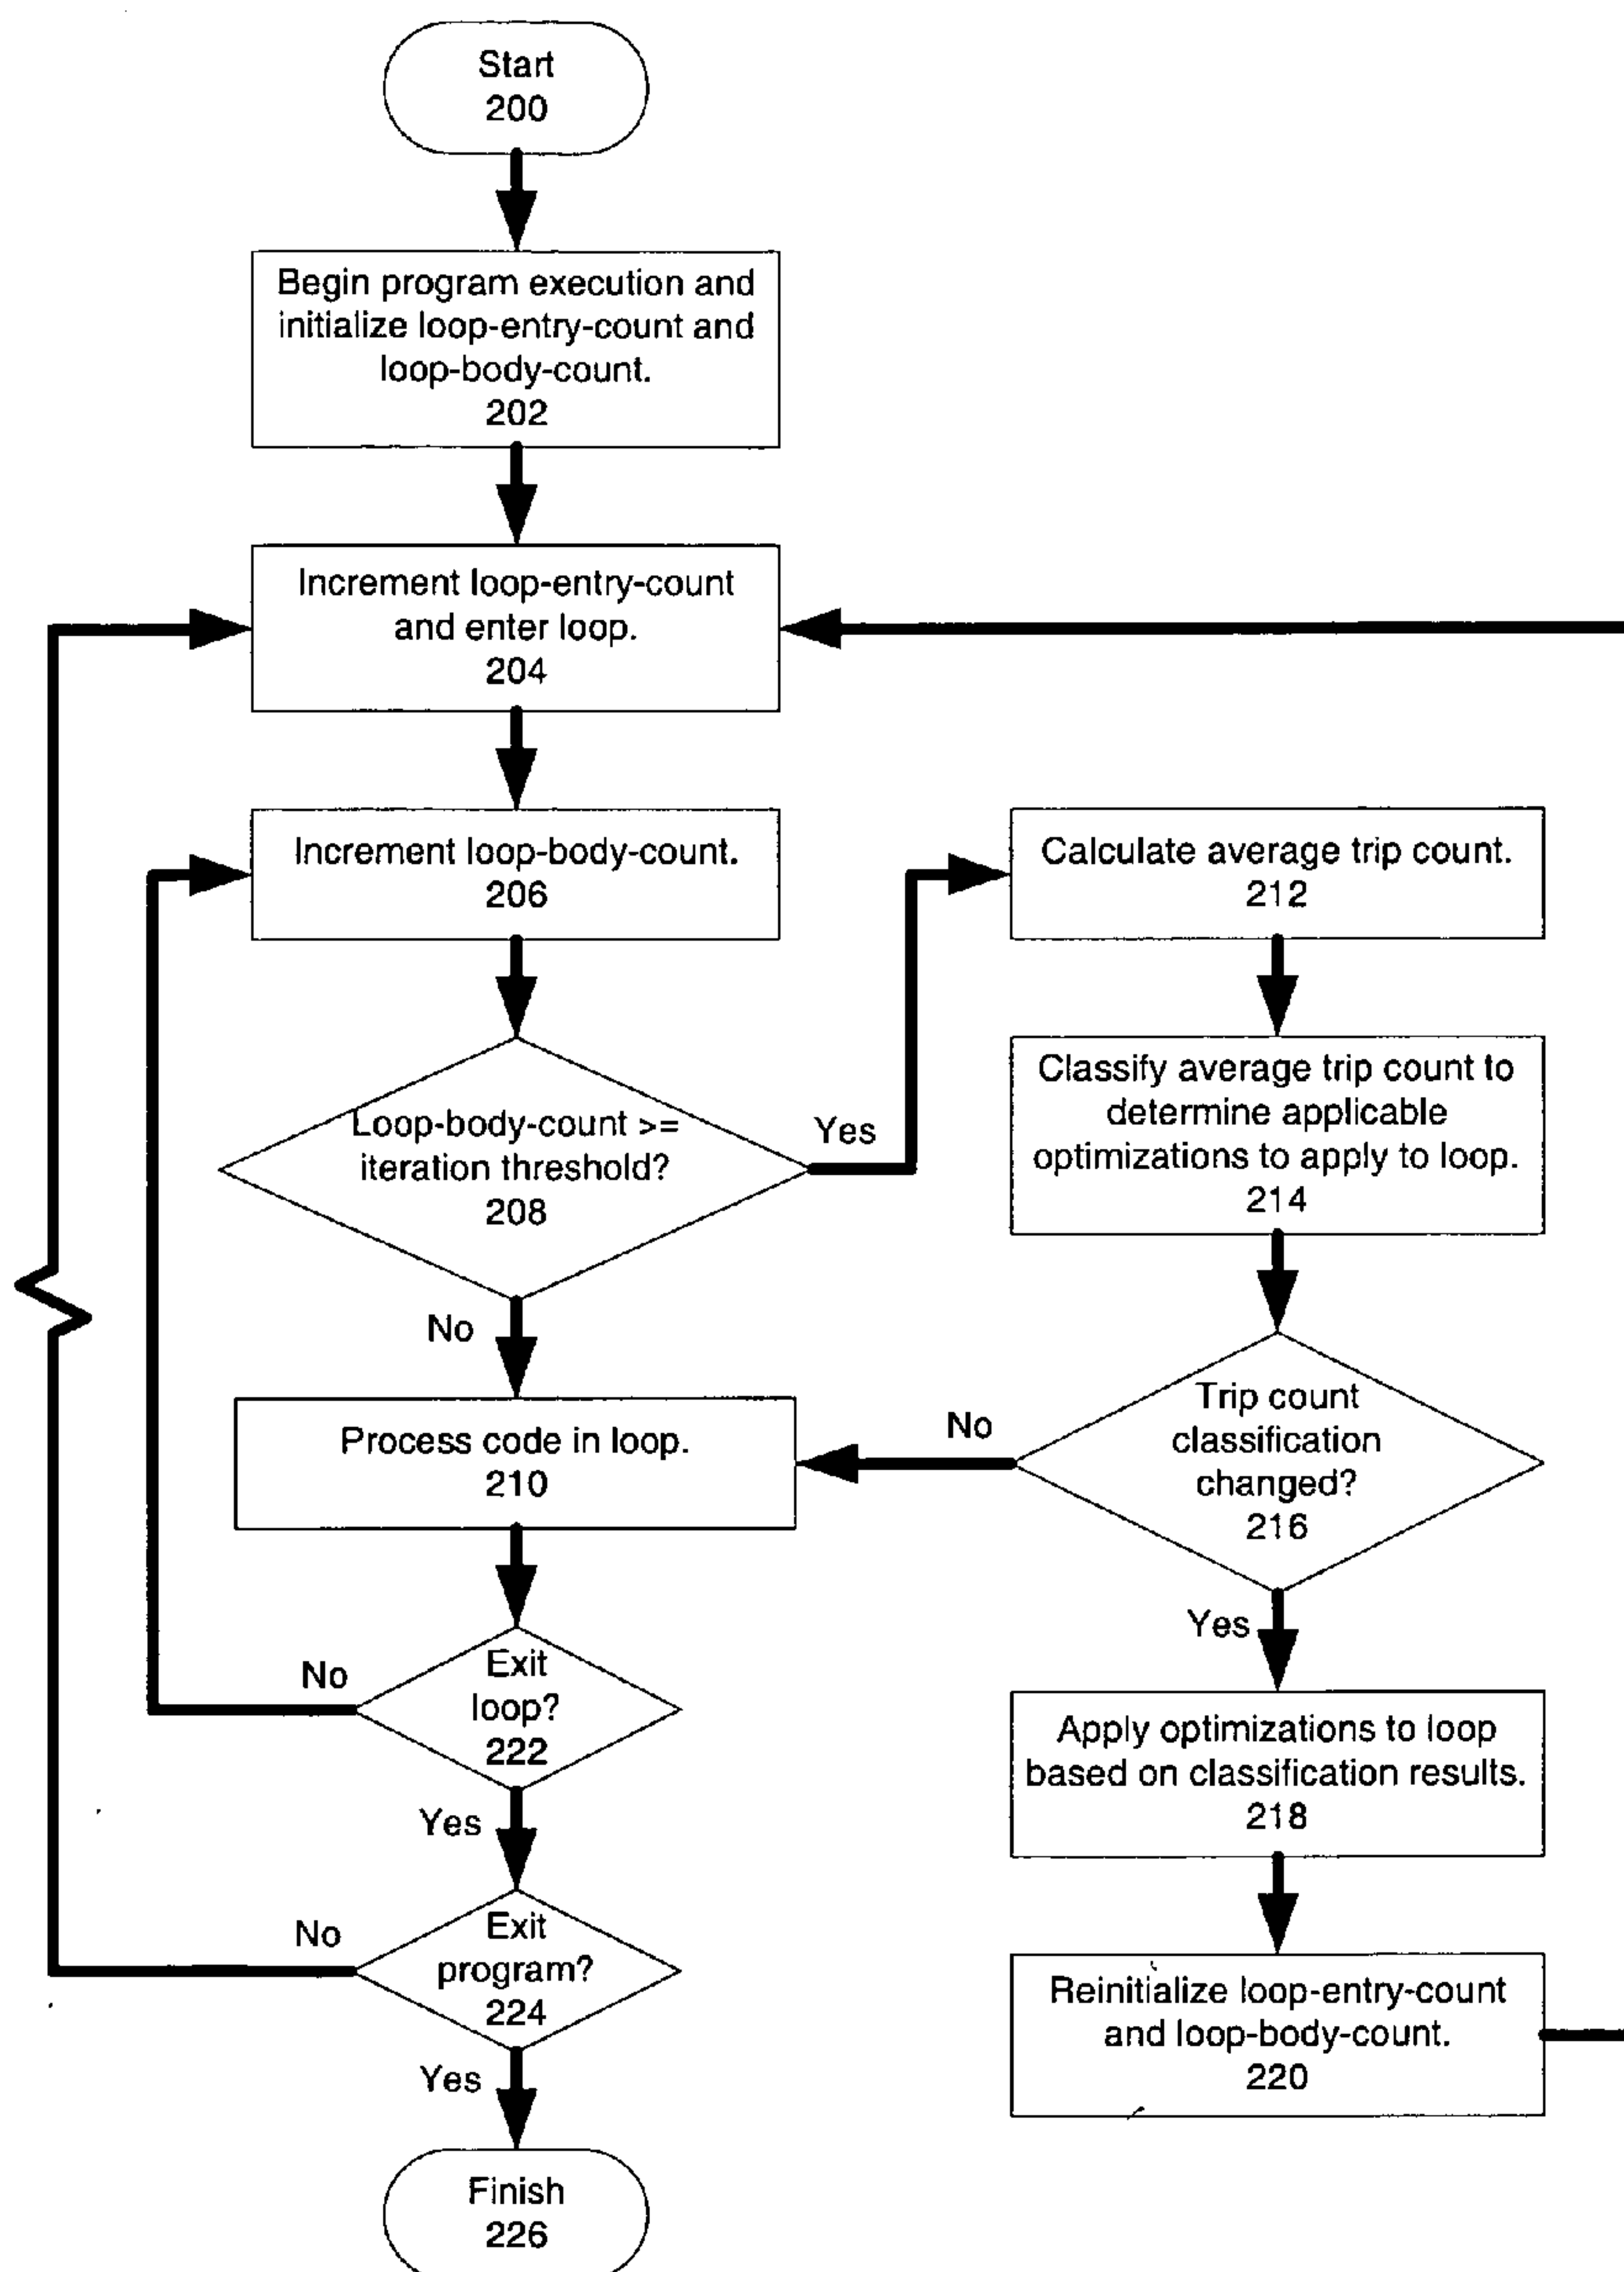 Start
200
Begin program execution and
initialize loop-entry-count and
loop-body-count.
202
Increment loop-entry-count
and enter loop.
204
Increment loop-body-count.
206
Loop-body-count >=
iteration threshold?
208
Yes
No
Process code in loop.
210
Exit
loop?
222
No
Yes
Exit
program?
224
No
Yes
Finish
226
Calculate average trip count.
212
Classify average trip count to
determine applicable
optimizations to apply to loop.
214
Trip count
classification
changed?
216
No
Yes
Apply optimizations to loop
based on classification results.
218
Reinitialize loop-entry-count
and loop-body-count.
220